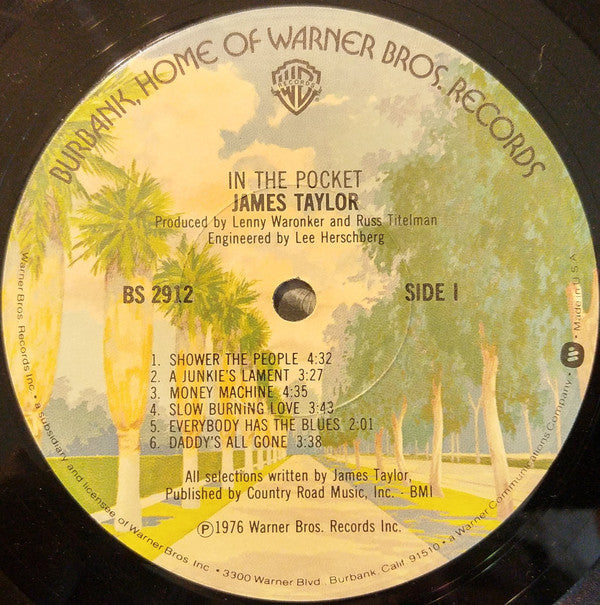 BURBANK, HOME OF WARNER BROS. RECORDS
WB
RECORDS
IN THE POCKET
JAMES TAYLOR
Produced by Lenny Waronker and Russ Titelman
Engineered by Lee Herschberg
BS 2912
SIDE I
1. SHOWER THE PEOPLE 4:32
2. A JUNKIE'S LAMENT 3:27
3. MONEY MACHINE 4:35
4. SLOW BURNiNG LOVE 3:43
5. EVERYBODY HAS THE BLUES 2:01
6. DADDY'S ALL GONE 3:38
All selections written by James Taylor,
Published by Country Road Music, Inc. - BMI
℗1976 Warner Bros. Records Inc.
Warner Bros. Records Inc. • a subsidiary and licensee of Warner Bros. Inc. • 3300 Warner Blvd., Burbank, Calif. 91510 • a Warner Communications Company. • Made in U.S.A.